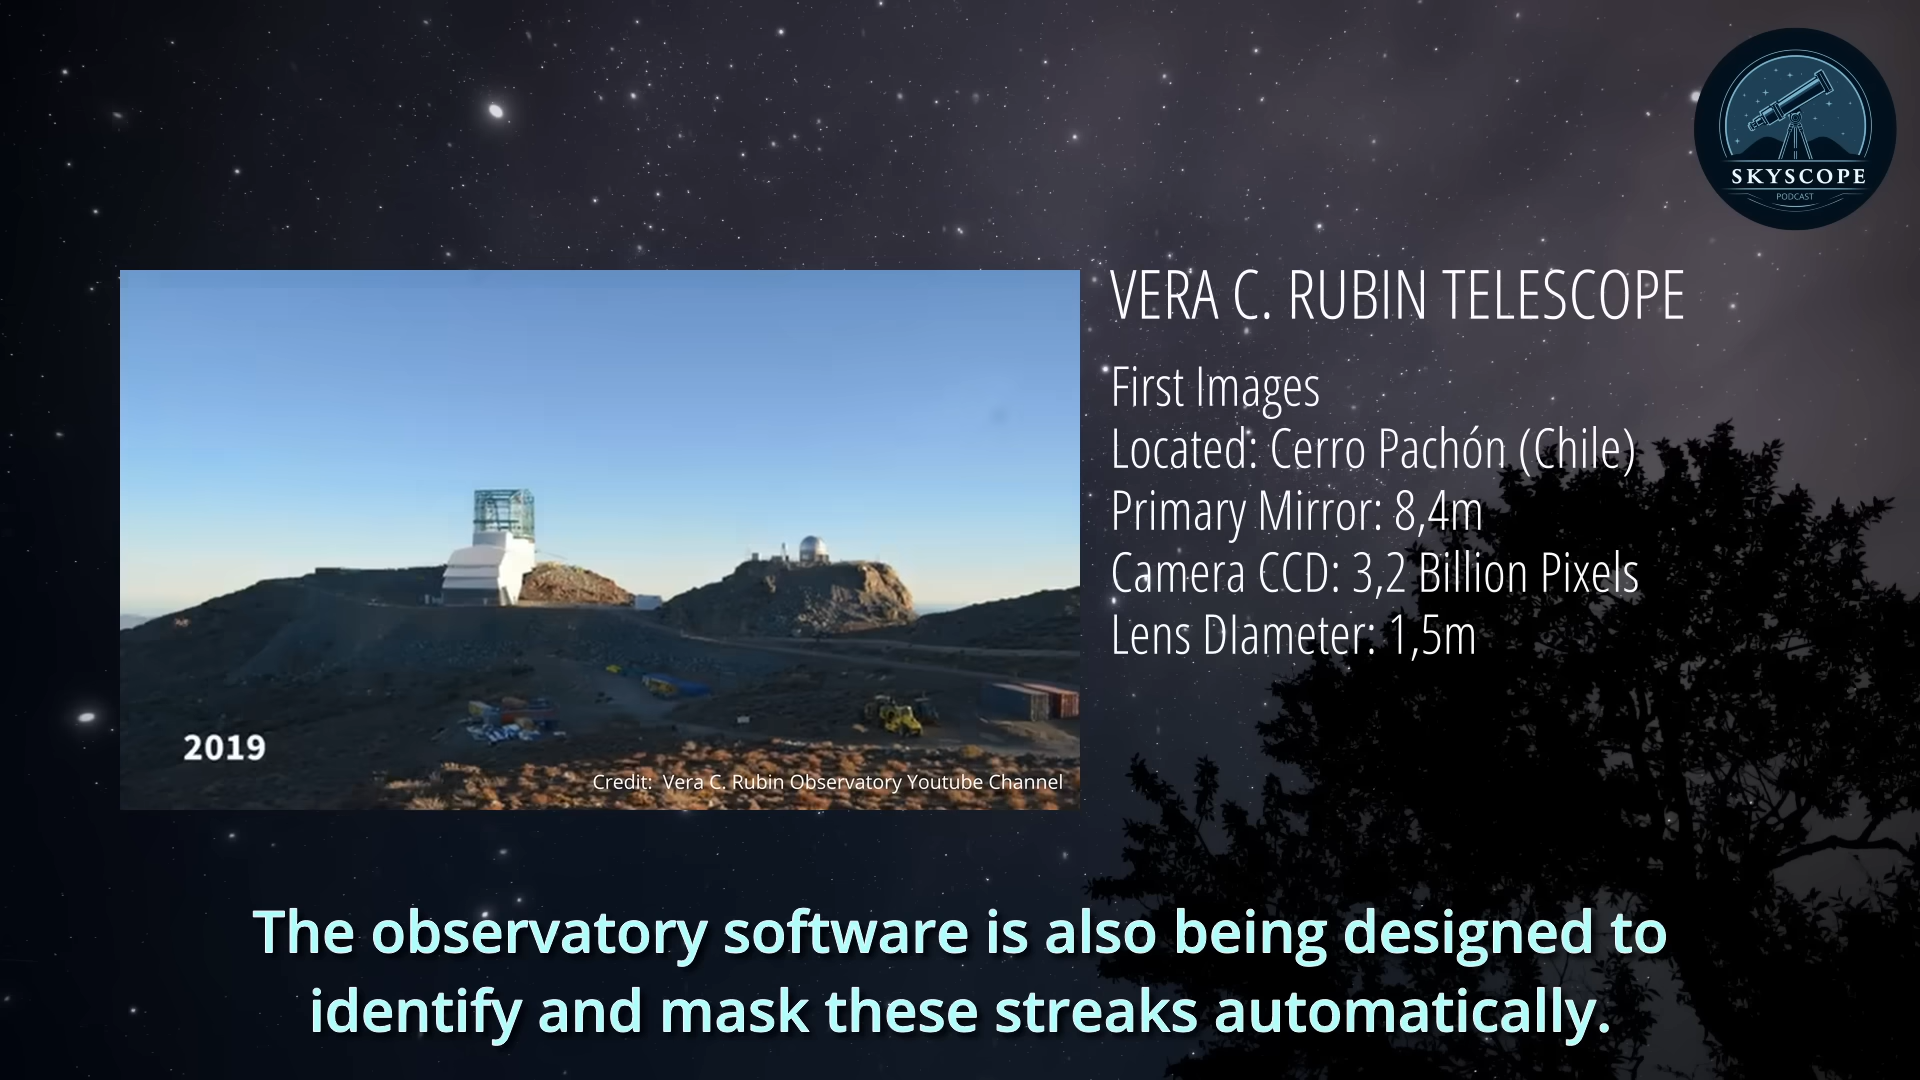 SKYSCOPE
PODCAST
VERA C. RUBIN TELESCOPE
First Images
Located: Cerro Pachón (Chile)
Primary Mirror: 8,4m
Camera CCD: 3,2 Billion Pixels
Lens DIameter: 1,5m
2019
Credit: Vera C. Rubin Observatory Youtube Channel
The observatory software is also being designed to
identify and mask these streaks automatically.